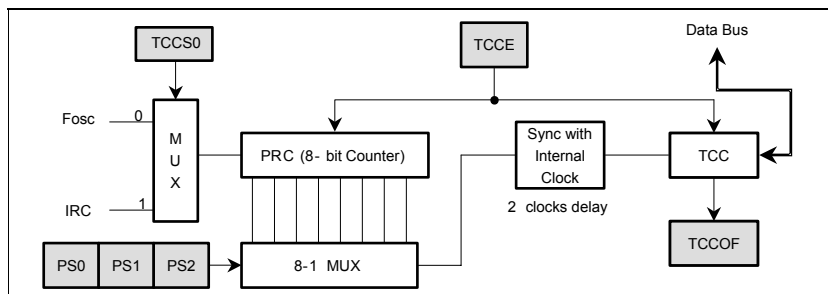 TCCS0
TCCE
Data Bus
Fosc
0
M
U
X
PRC (8- bit Counter)
Sync with
Internal
Clock
TCC
IRC
1
2 clocks delay
PS0 PS1 PS2
8-1 MUX
TCCOF